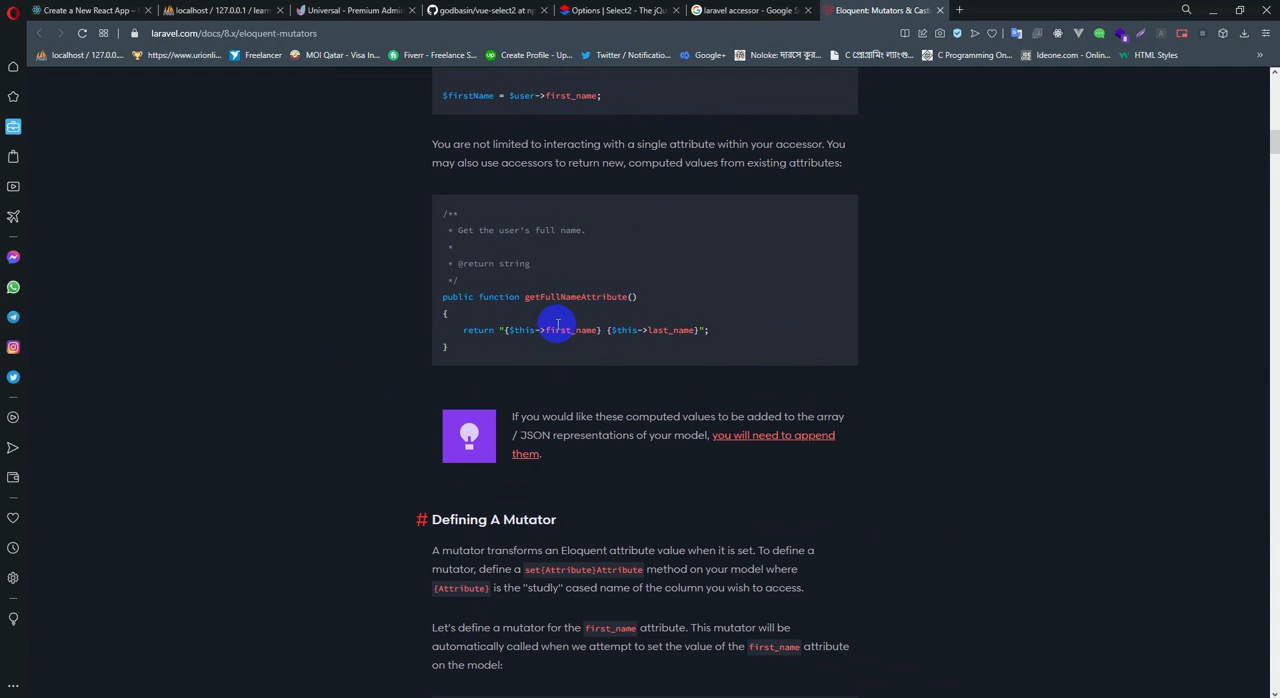 Create a New React App –
localhost / 127.0.0.1 / learn
Universal - Premium Admi
godbasin/vue-select2 at np
Options | Select2 - The jQu
laravel accessor - Google S
Eloquent: Mutators & Cast
laravel.com/docs/8.x/eloquent-mutators
localhost / 127.0.0....
https://www.urionli...
Freelancer
MOI Qatar - Visa In...
Fiverr - Freelance S...
Create Profile - Up...
Twitter / Notificatio...
Google+
C Programming On...
Ideone.com - Onlin...
HTML Styles
»
$firstName = $user->first_name;
You are not limited to interacting with a single attribute within your accessor. You
may also use accessors to return new, computed values from existing attributes:
/**
* Get the user's full name.
*
* @return string
*/
public function getFullNameAttribute()
{
return "{$this->first_name} {$this->last_name}";
}
If you would like these computed values to be added to the array
/ JSON representations of your model, you will need to append
them.
# Defining A Mutator
A mutator transforms an Eloquent attribute value when it is set. To define a
mutator, define a set{Attribute}Attribute method on your model where
{Attribute} is the "studly" cased name of the column you wish to access.
Let's define a mutator for the first_name attribute. This mutator will be
automatically called when we attempt to set the value of the first_name attribute
on the model: